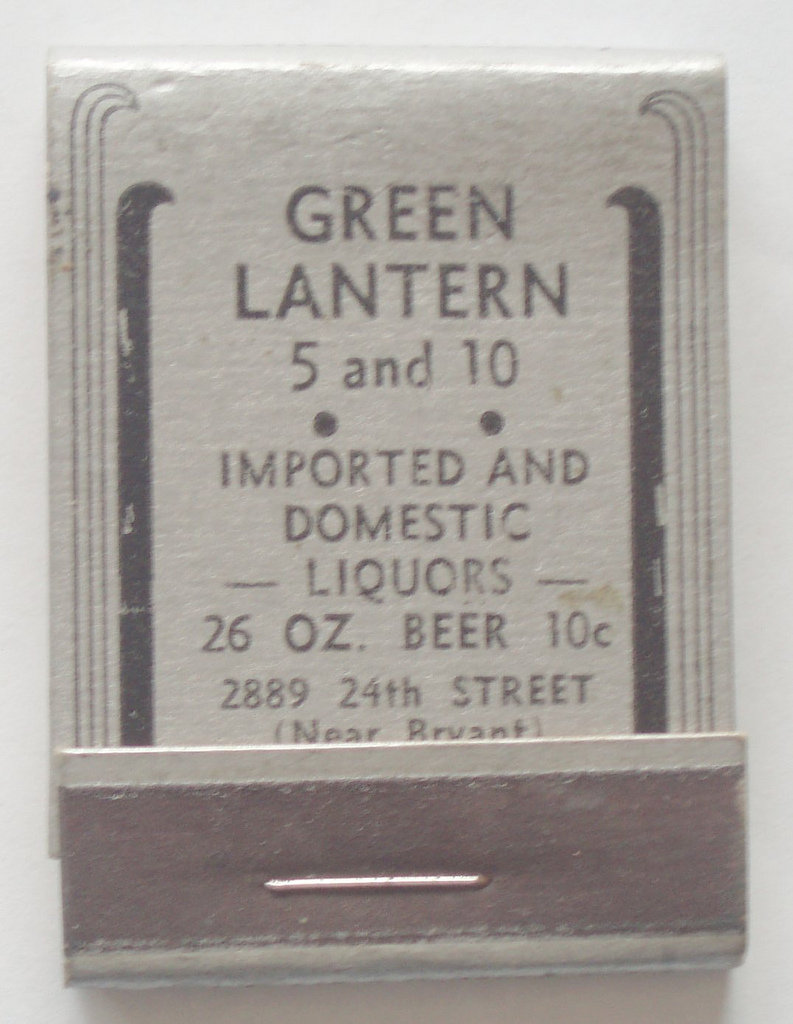 GREEN
LANTERN
5 and 10
IMPORTED AND
DOMESTIC
— LIQUORS —
26 OZ. BEER 10c
2889 24th STREET
(Near Bryant)